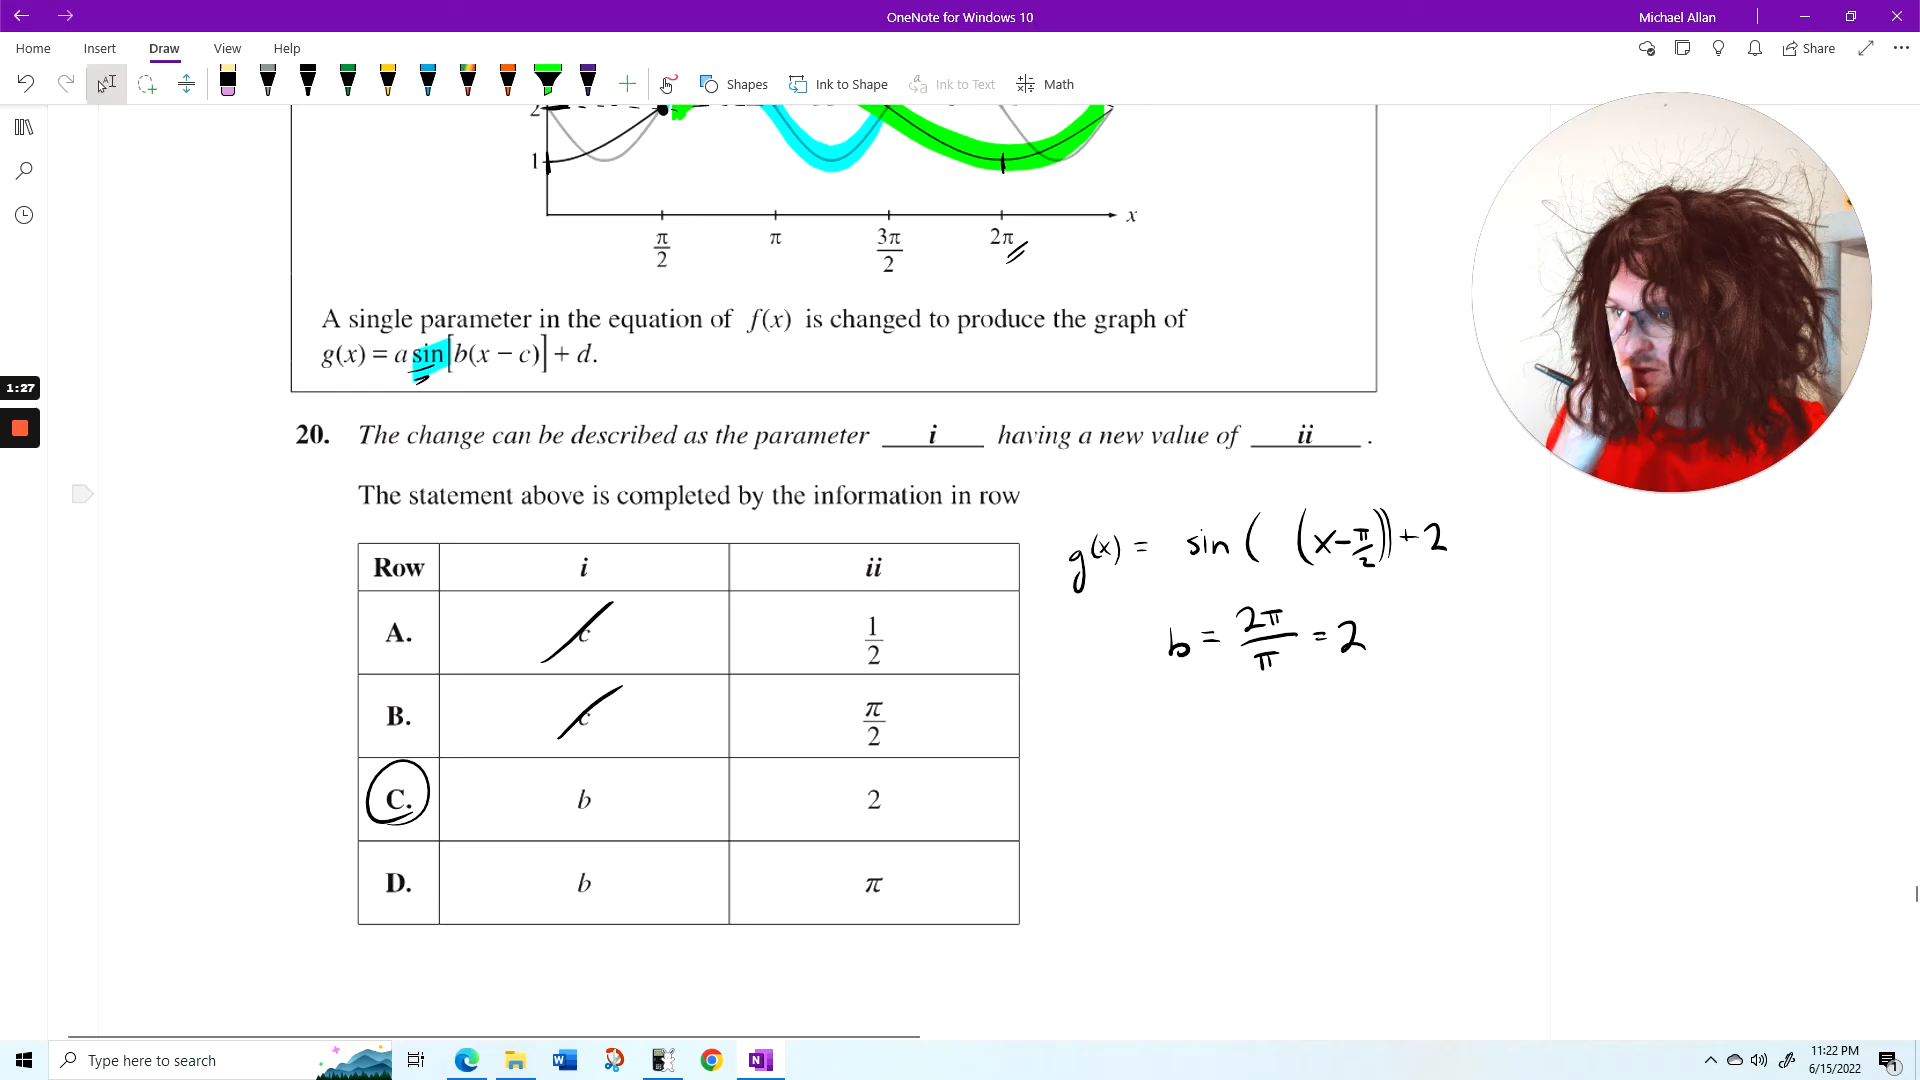 OneNote for Windows 10
Michael Allan
Home Insert Draw View Help
Share
Shapes
Ink to Shape
Ink to Text
Math
2
1
x
π/2 π 3π/2 2π
A single parameter in the equation of f(x) is changed to produce the graph of
g(x) = a sin[b(x − c)] + d.
1:27
20. The change can be described as the parameter i having a new value of ii .
The statement above is completed by the information in row
g(x) = sin ( (x-π/2)) + 2
b = 2π/π = 2
Row i ii
A. c 1/2
B. c π/2
C. b 2
D. b π
Type here to search
11:22 PM
6/15/2022
1